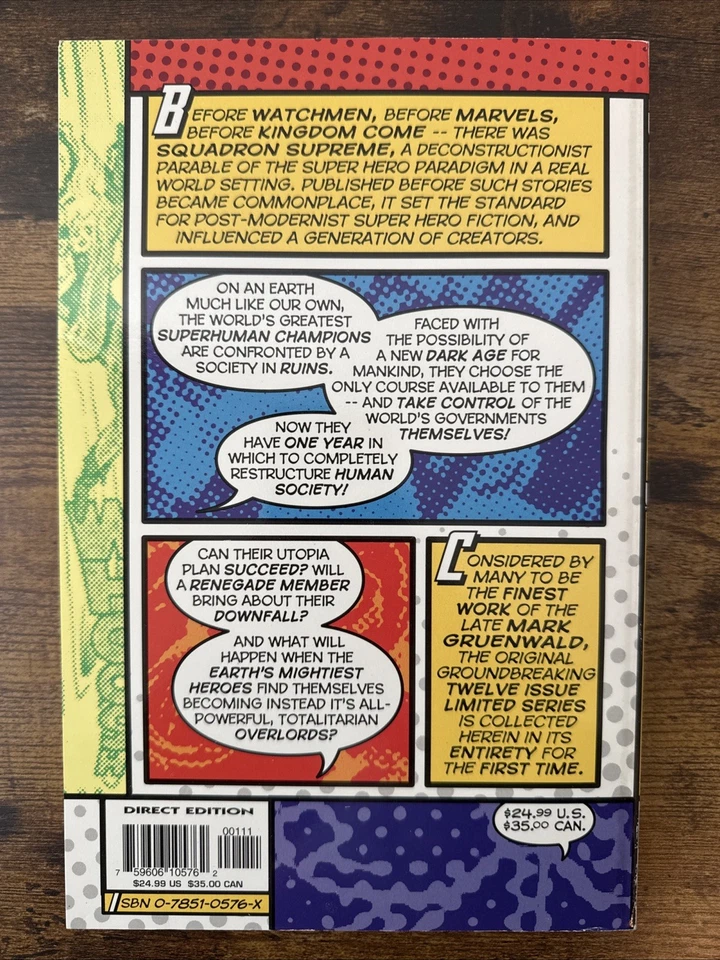 BEFORE WATCHMEN, BEFORE MARVELS,
BEFORE KINGDOM COME -- THERE WAS
SQUADRON SUPREME, A DECONSTRUCTIONIST
PARABLE OF THE SUPER HERO PARADIGM IN A REAL
WORLD SETTING. PUBLISHED BEFORE SUCH STORIES
BECAME COMMONPLACE, IT SET THE STANDARD
FOR POST-MODERNIST SUPER HERO FICTION, AND
INFLUENCED A GENERATION OF CREATORS.
ON AN EARTH
MUCH LIKE OUR OWN,
THE WORLD'S GREATEST
SUPERHUMAN CHAMPIONS
ARE CONFRONTED BY A
SOCIETY IN RUINS.
FACED WITH
THE POSSIBILITY OF
A NEW DARK AGE FOR
MANKIND, THEY CHOOSE THE
ONLY COURSE AVAILABLE TO THEM
-- AND TAKE CONTROL OF THE
WORLD'S GOVERNMENTS
THEMSELVES!
NOW THEY
HAVE ONE YEAR IN
WHICH TO COMPLETELY
RESTRUCTURE HUMAN
SOCIETY!
CAN THEIR UTOPIA
PLAN SUCCEED? WILL
A RENEGADE MEMBER
BRING ABOUT THEIR
DOWNFALL?
AND WHAT WILL
HAPPEN WHEN THE
EARTH'S MIGHTIEST
HEROES FIND THEMSELVES
BECOMING INSTEAD IT'S ALL-
POWERFUL, TOTALITARIAN
OVERLORDS?
CONSIDERED BY
MANY TO BE
THE FINEST
WORK OF THE
LATE MARK
GRUENWALD,
THE ORIGINAL
GROUNDBREAKING
TWELVE ISSUE
LIMITED SERIES
IS COLLECTED
HEREIN IN ITS
ENTIRETY FOR
THE FIRST TIME.
DIRECT EDITION
00111
7 59606 10576 2
$24.99 US $35.00 CAN
ISBN 0-7851-0576-X
$24.99 U.S.
$35.00 CAN.